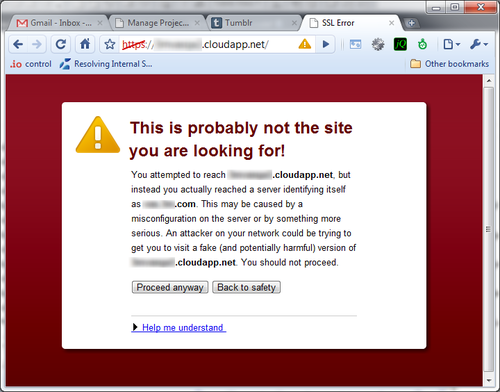 Gmail - Inbox -
Manage Projec...
Tumblr
SSL Error
https://
.cloudapp.net/
.io control
Resolving Internal S...
Other bookmarks
This is probably not the site
you are looking for!
You attempted to reach .cloudapp.net, but
instead you actually reached a server identifying itself
as .com. This may be caused by a
misconfiguration on the server or by something more
serious. An attacker on your network could be trying to
get you to visit a fake (and potentially harmful) version of
.cloudapp.net. You should not proceed.
Proceed anyway
Back to safety
Help me understand